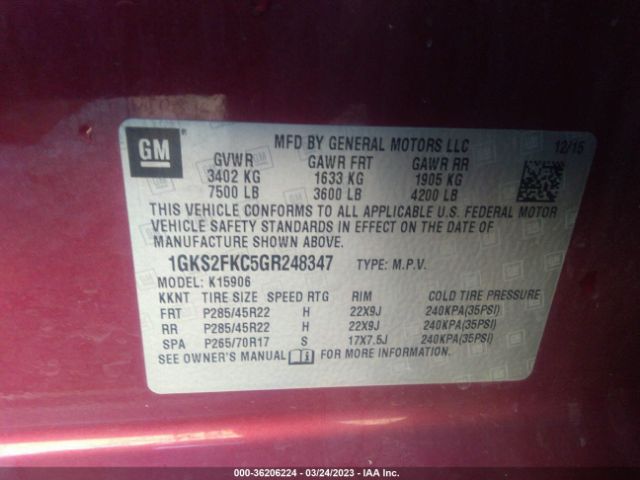 GM
MFD BY GENERAL MOTORS LLC 12/15
GVWR GAWR FRT GAWR RR
3402 KG 1633 KG 1905 KG
7500 LB 3600 LB 4200 LB
THIS VEHICLE CONFORMS TO ALL APPLICABLE U.S. FEDERAL MOTOR
VEHICLE SAFETY STANDARDS IN EFFECT ON THE DATE OF
MANUFACTURE SHOWN ABOVE.
1GKS2FKC5GR248347 TYPE: M.P.V.
MODEL: K15906
KKNT TIRE SIZE SPEED RTG RIM COLD TIRE PRESSURE
FRT P285/45R22 H 22X9J 240KPA(35PSI)
RR P285/45R22 H 22X9J 240KPA(35PSI)
SPA P265/70R17 S 17X7.5J 240KPA(35PSI)
SEE OWNER'S MANUAL FOR MORE INFORMATION.
000-36206224 - 03/24/2023 - IAA Inc.